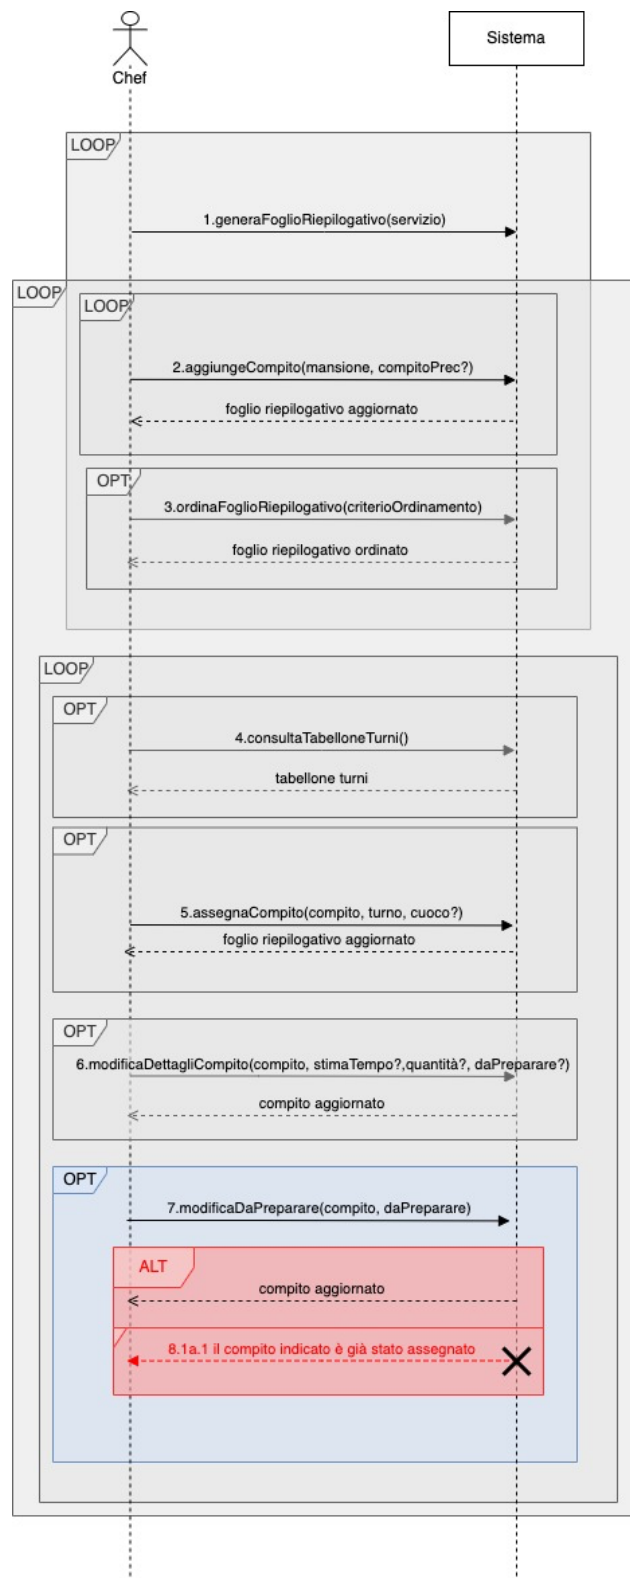 Sistema
Chef
LOOP
1.generaFoglioRiepilogativo(servizio)
LOOP
LOOP
2.aggiungeCompito(mansione, compitoPrec?)
foglio riepilogativo aggiornato
OPT
3.ordinaFoglioRiepilogativo(criterioOrdinamento)
foglio riepilogativo ordinato
LOOP
OPT
4.consultaTabelloneTurni()
tabellone turni
OPT
5.assegnaCompito(compito, turno, cuoco?)
foglio riepilogativo aggiornato
OPT
6.modificaDettagliCompito(compito, stimaTempo?,quantità?, daPreparare?)
compito aggiornato
OPT
7.modificaDaPreparare(compito, daPreparare)
ALT
compito aggiornato
8.1a.1 il compito indicato è già stato assegnato